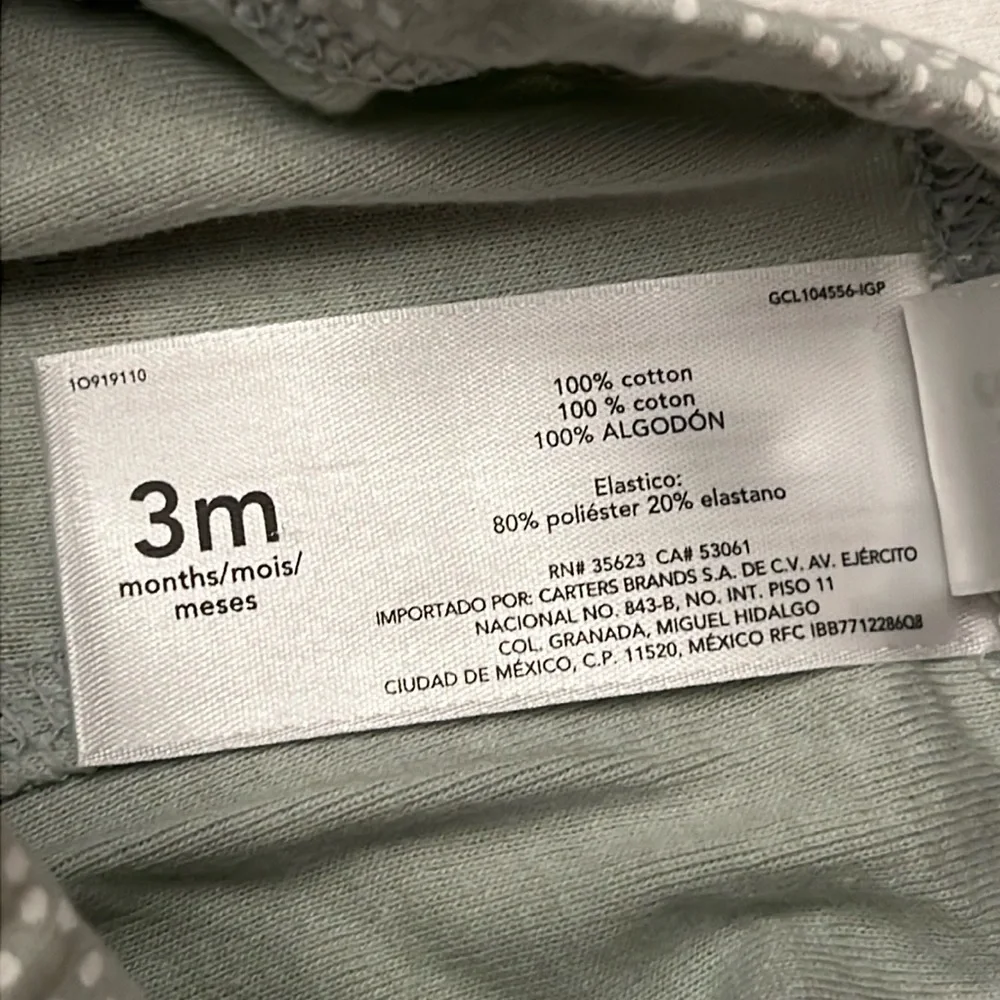 GCL104556-IGP
1O919110
100% cotton
100 % coton
100% ALGODÓN
3m
months/mois/
meses
Elastico:
80% poliéster 20% elastano
RN# 35623 CA# 53061
IMPORTADO POR: CARTERS BRANDS S.A. DE C.V. AV. EJÉRCITO
NACIONAL NO. 843-B, NO. INT. PISO 11
COL. GRANADA, MIGUEL HIDALGO
CIUDAD DE MÉXICO, C.P. 11520, MÉXICO RFC IBB7712286Q8